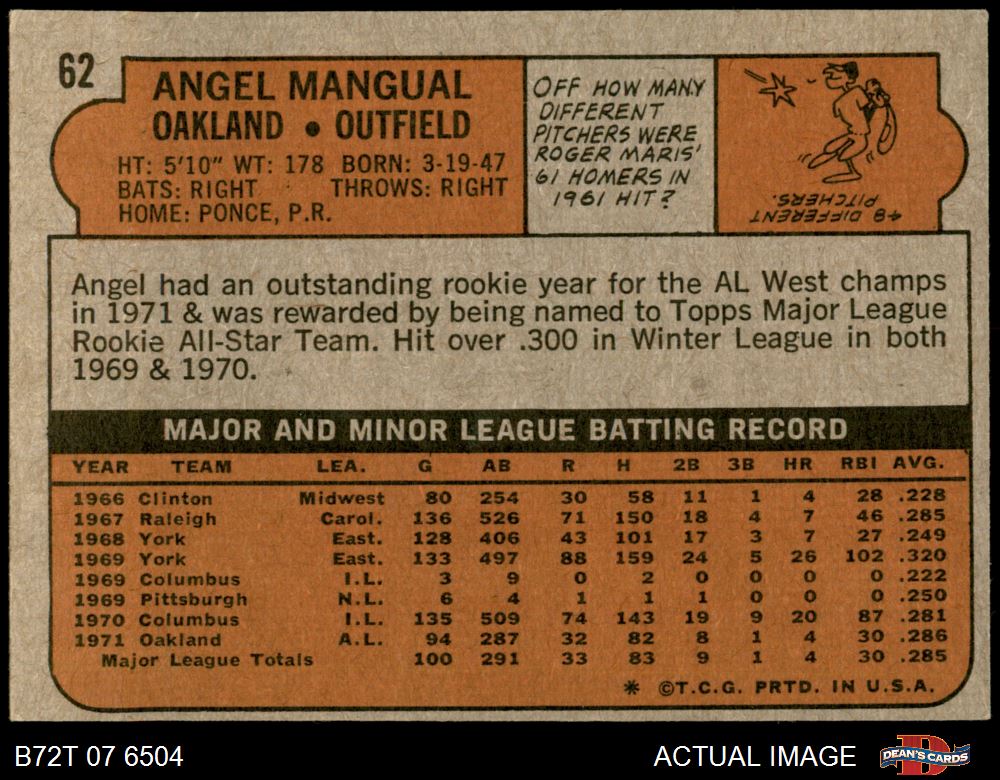 62
ANGEL MANGUAL
OAKLAND • OUTFIELD
HT: 5'10" WT: 178 BORN: 3-19-47
BATS: RIGHT THROWS: RIGHT
HOME: PONCE, P.R.
OFF HOW MANY
DIFFERENT
PITCHERS WERE
ROGER MARIS'
61 HOMERS IN
1961 HIT?
48 DIFFERENT
PITCHERS.
Angel had an outstanding rookie year for the AL West champs
in 1971 & was rewarded by being named to Topps Major League
Rookie All-Star Team. Hit over .300 in Winter League in both
1969 & 1970.
MAJOR AND MINOR LEAGUE BATTING RECORD
YEAR TEAM LEA. G AB R H 2B 3B HR RBI AVG.
1966 Clinton Midwest 80 254 30 58 11 1 4 28 .228
1967 Raleigh Carol. 136 526 71 150 18 4 7 46 .285
1968 York East. 128 406 43 101 17 3 7 27 .249
1969 York East. 133 497 88 159 24 5 26 102 .320
1969 Columbus I.L. 3 9 0 2 0 0 0 0 .222
1969 Pittsburgh N.L. 6 4 1 1 1 0 0 0 .250
1970 Columbus I.L. 135 509 74 143 19 9 20 87 .281
1971 Oakland A.L. 94 287 32 82 8 1 4 30 .286
Major League Totals 100 291 33 83 9 1 4 30 .285
* ©T.C.G. PRTD. IN U.S.A.
B72T 07 6504
ACTUAL IMAGE
DEAN'S CARDS